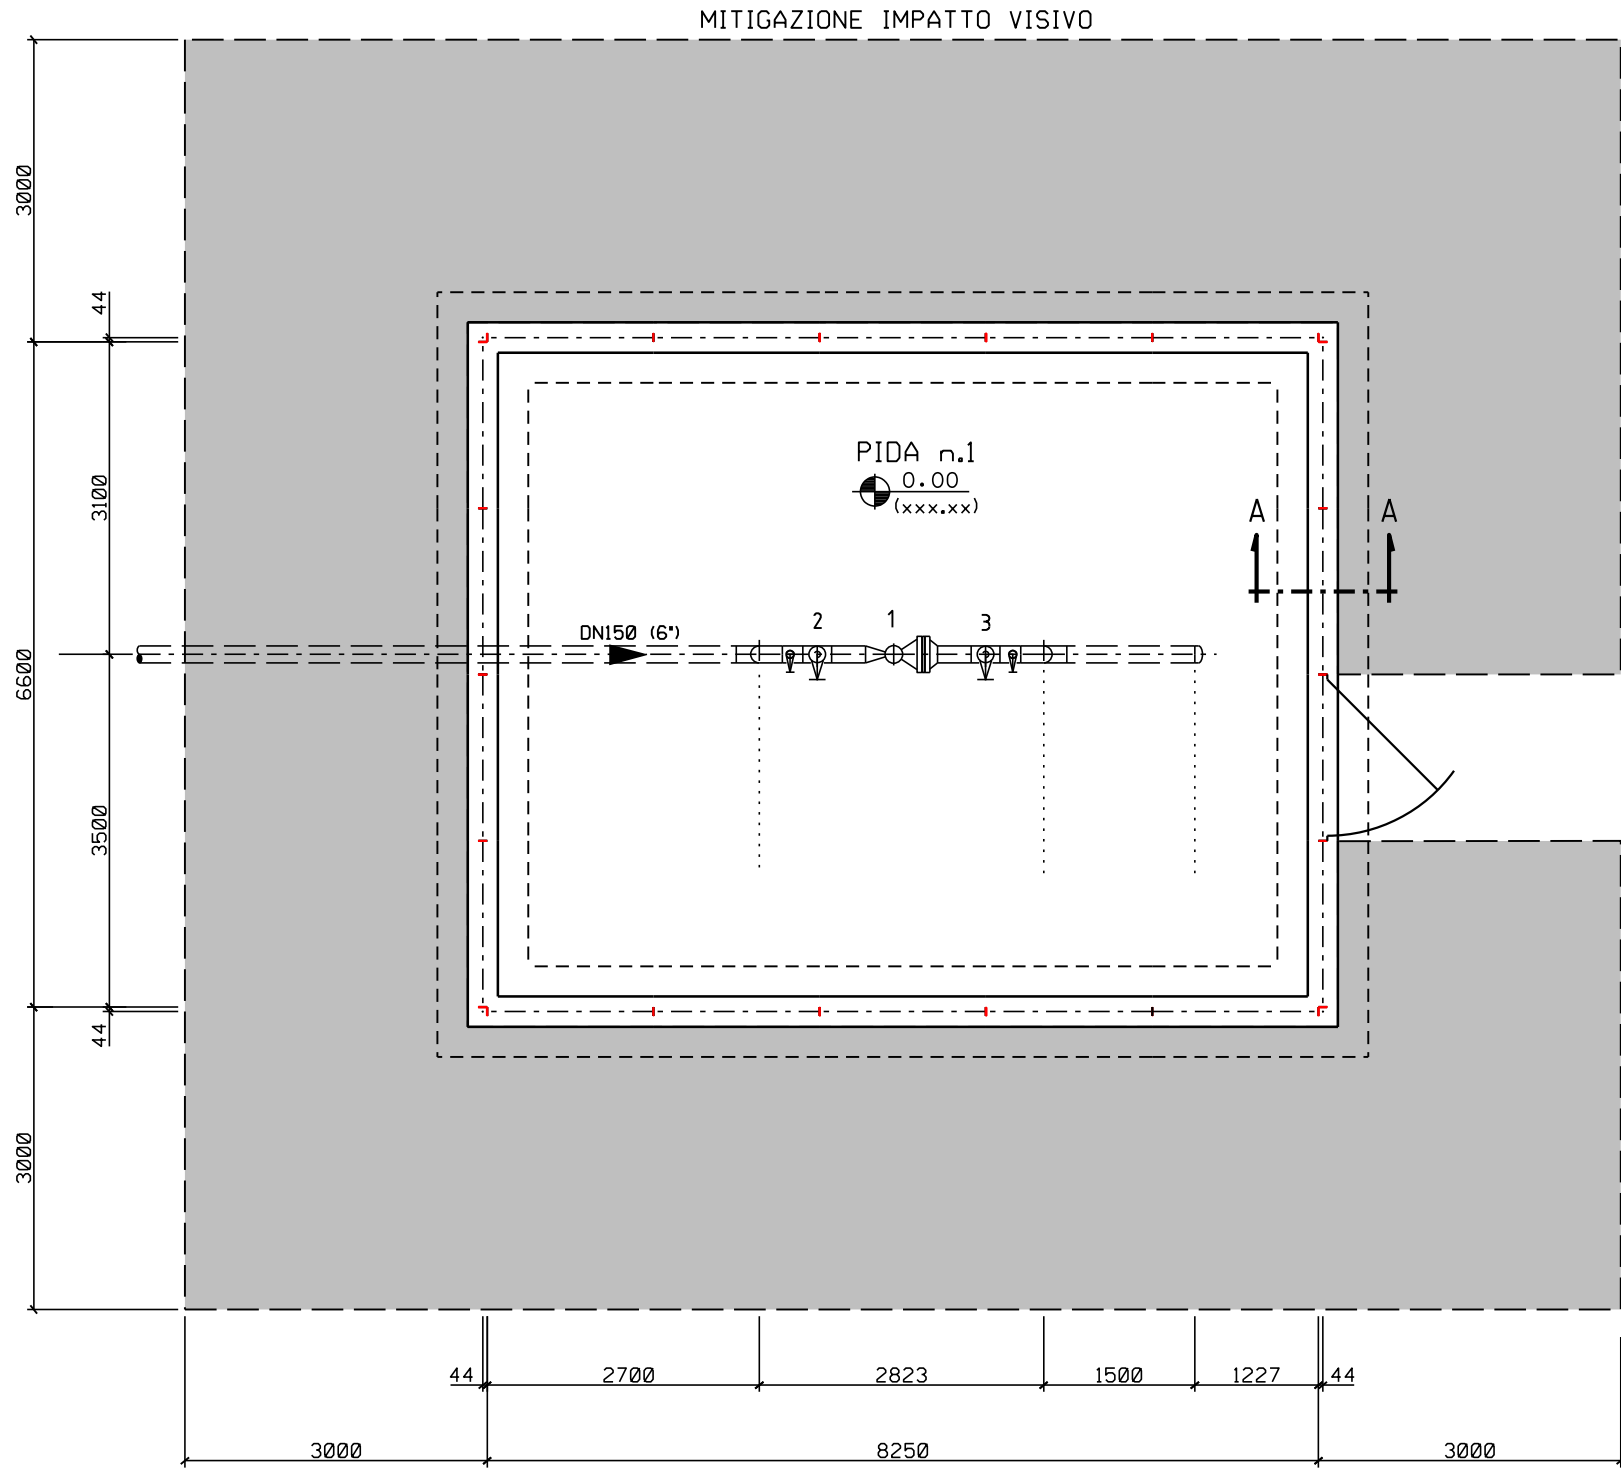 MITIGAZIONE IMPATTO VISIVO
3000
44
PIDA n.1
0.00
(xxx.xx)
3100
A A
2 1 3
DN150 (6")
6600
3500
44
3000
44 2700 2823 1500 1227 44
3000 8250 3000